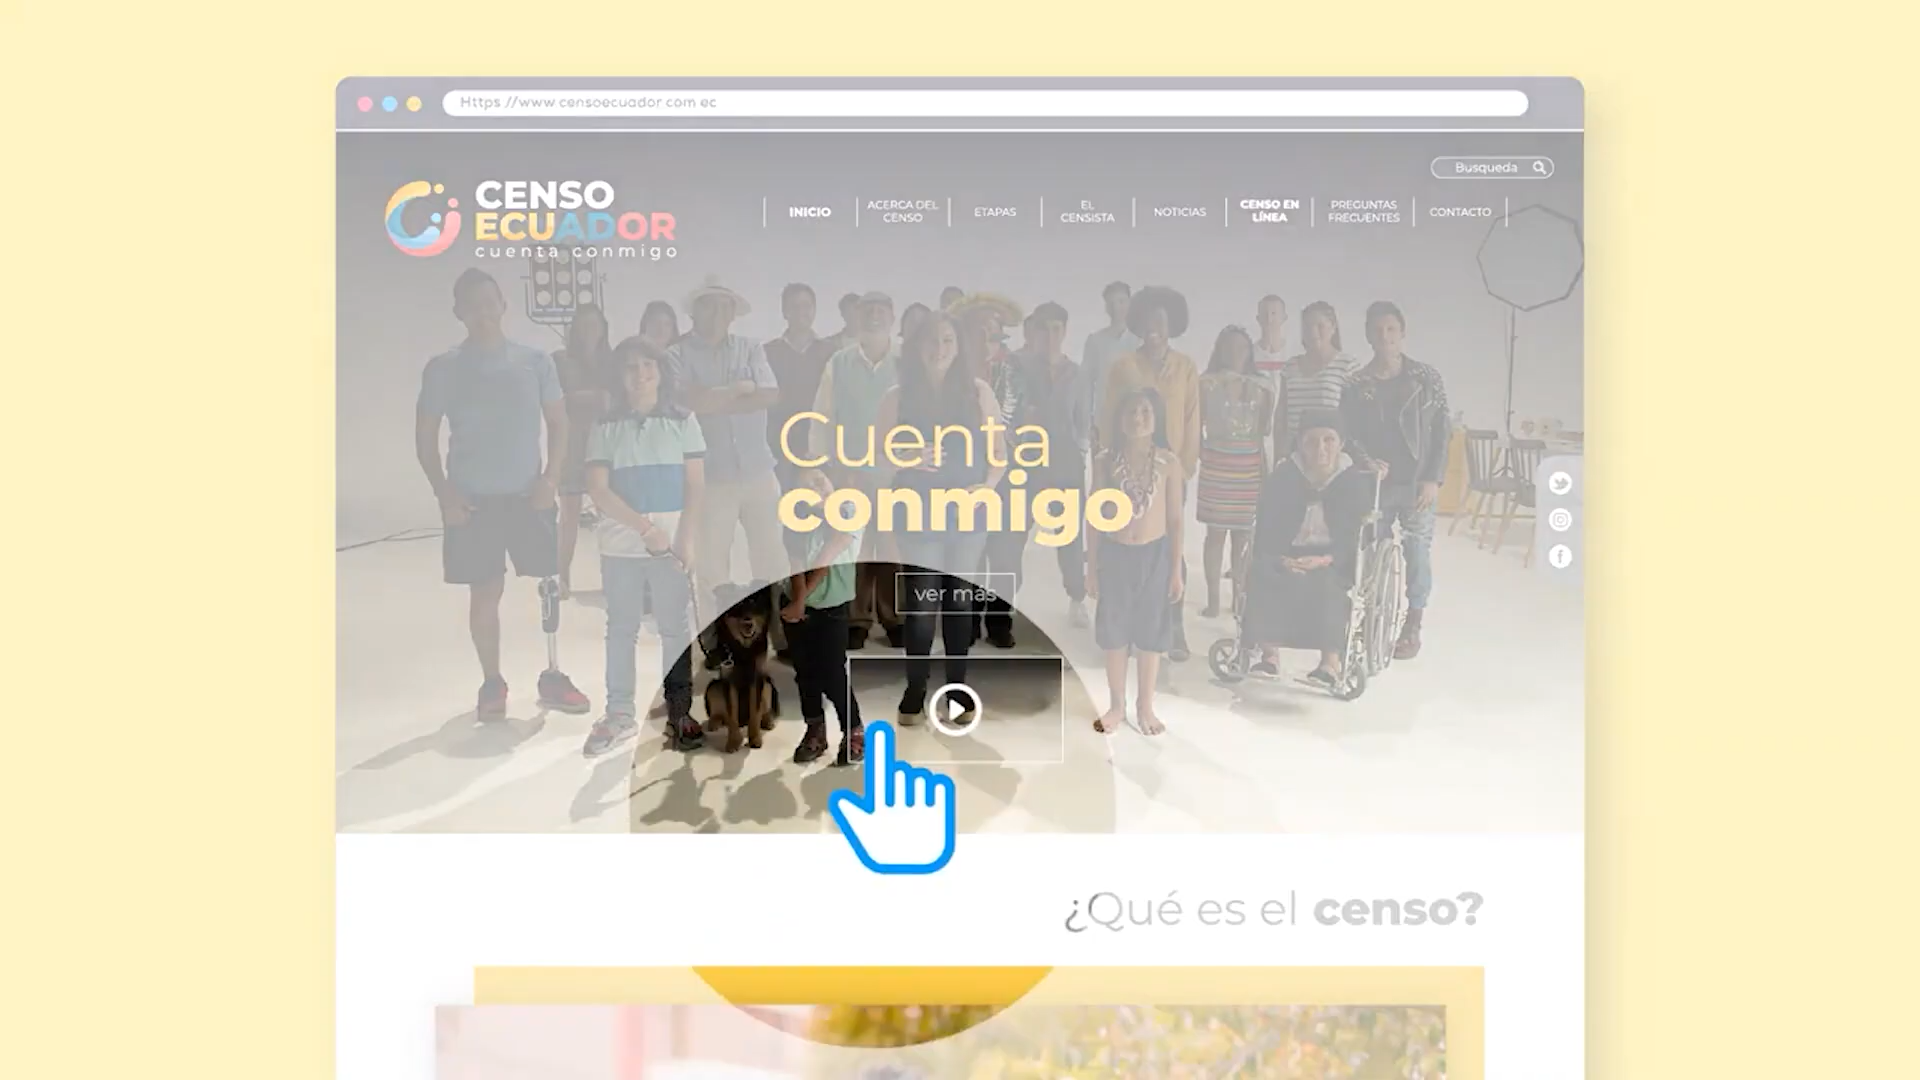 Https //www censoecuador com ec
Busqueda
CENSO
ECUADOR
cuenta conmigo
INICIO
ACERCA DEL
CENSO
ETAPAS
EL
CENSISTA
NOTICIAS
CENSO EN
LÍNEA
PREGUNTAS
FRECUENTES
CONTACTO
Cuenta
conmigo
ver más
¿Qué es el censo?